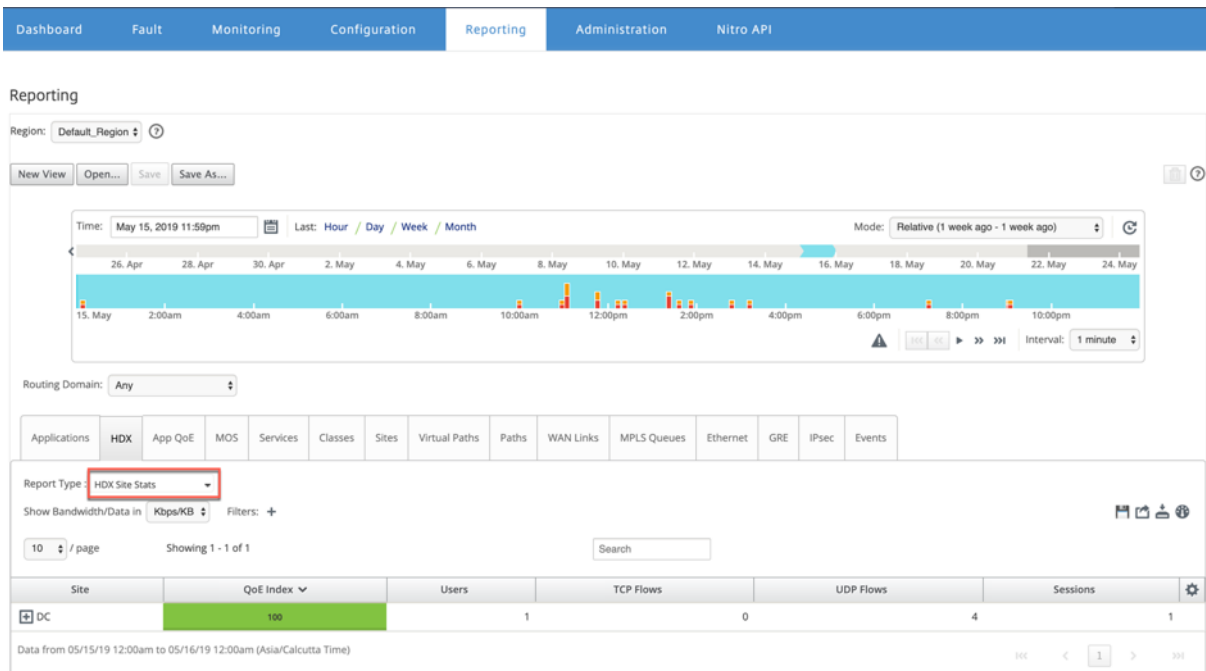 Dashboard Fault Monitoring Configuration Reporting Administration Nitro API
Reporting
Region: Default_Region ?
New View Open... Save Save As... ?
Time: May 15, 2019 11:59pm Last: Hour / Day / Week / Month Mode: Relative (1 week ago - 1 week ago)
26. Apr 28. Apr 30. Apr 2. May 4. May 6. May 8. May 10. May 12. May 14. May 16. May 18. May 20. May 22. May 24. May
15. May 2:00am 4:00am 6:00am 8:00am 10:00am 12:00pm 2:00pm 4:00pm 6:00pm 8:00pm 10:00pm
Interval: 1 minute
Routing Domain: Any
Applications HDX App QoE MOS Services Classes Sites Virtual Paths Paths WAN Links MPLS Queues Ethernet GRE IPsec Events
Report Type : HDX Site Stats
Show Bandwidth/Data in Kbps/KB Filters: +
10 / page Showing 1 - 1 of 1 Search
Site QoE Index Users TCP Flows UDP Flows Sessions
DC 100 1 0 4 1
Data from 05/15/19 12:00am to 05/16/19 12:00am (Asia/Calcutta Time) 1